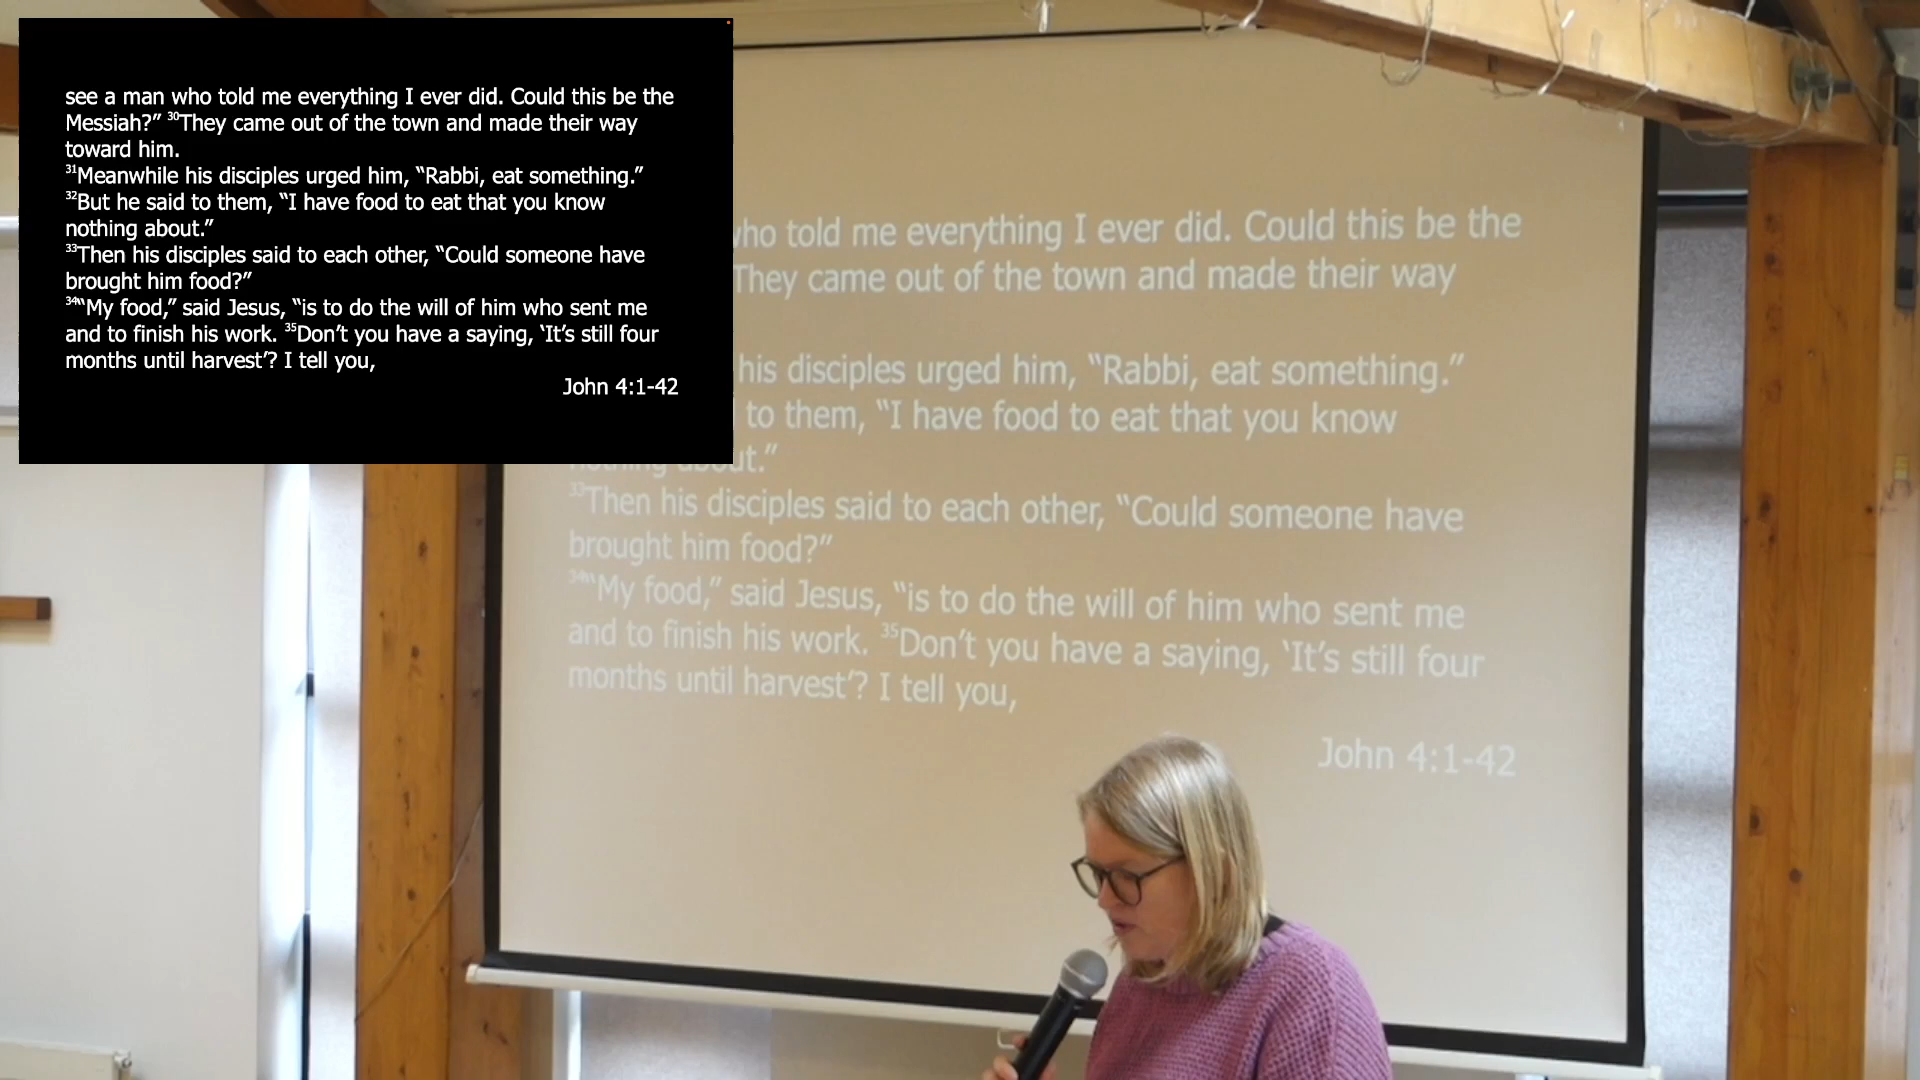 see a man who told me everything I ever did. Could this be the
Messiah?” ³⁰They came out of the town and made their way
toward him.
³¹Meanwhile his disciples urged him, “Rabbi, eat something.”
³²But he said to them, “I have food to eat that you know
nothing about.”
³³Then his disciples said to each other, “Could someone have
brought him food?”
³⁴“My food,” said Jesus, “is to do the will of him who sent me
and to finish his work. ³⁵Don’t you have a saying, ‘It’s still four
months until harvest’? I tell you,
John 4:1-42
who told me everything I ever did. Could this be the
They came out of the town and made their way
his disciples urged him, “Rabbi, eat something.”
to them, “I have food to eat that you know
nothing about.”
³³Then his disciples said to each other, “Could someone have
brought him food?”
³⁴“My food,” said Jesus, “is to do the will of him who sent me
and to finish his work. ³⁵Don’t you have a saying, ‘It’s still four
months until harvest’? I tell you,
John 4:1-42